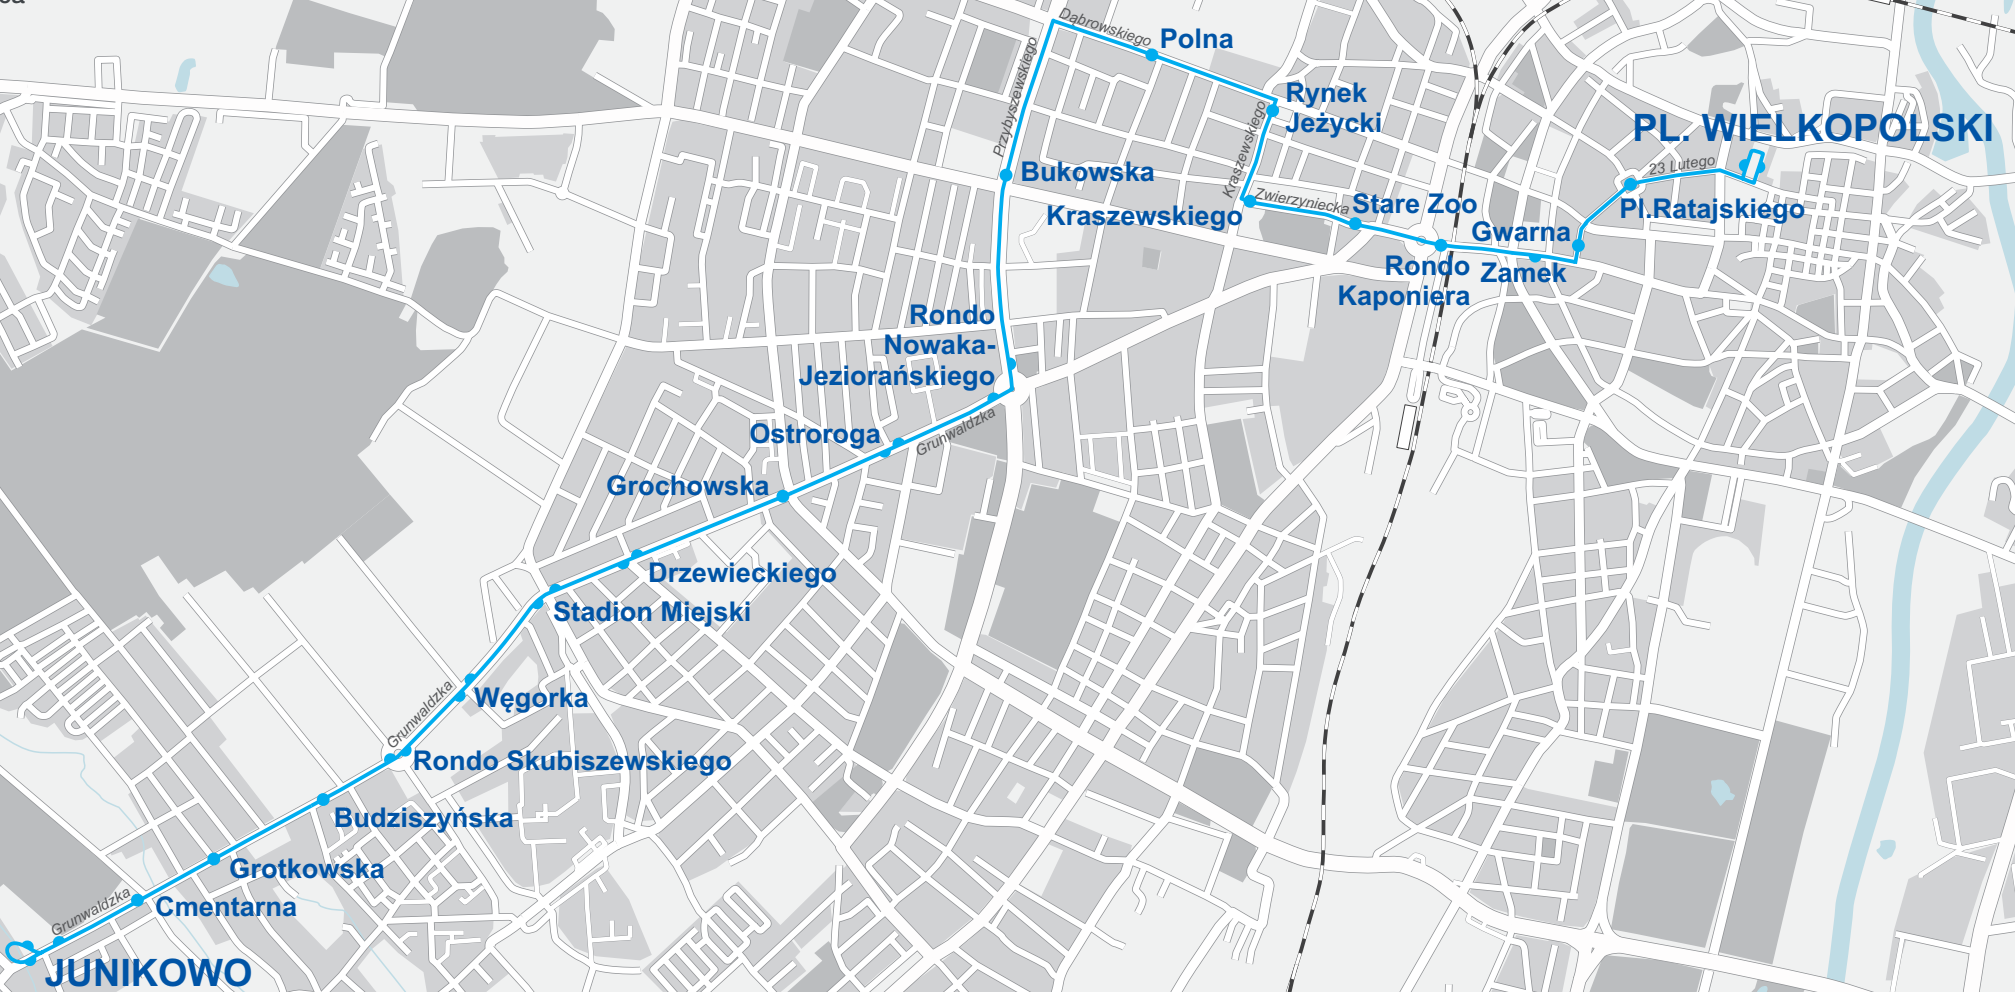 Dąbrowskiego
Polna
Przybyszewskiego
Rynek
Jeżycki
Kraszewskiego
PL. WIELKOPOLSKI
23 Lutego
Bukowska
Kraszewskiego
Zwierzyniecka
Stare Zoo
Pl.Ratajskiego
Gwarna
Rondo
Kaponiera
Zamek
Rondo
Nowaka-
Jeziorańskiego
Grunwaldzka
Ostroroga
Grochowska
Drzewieckiego
Stadion Miejski
Węgorka
Grunwaldzka
Rondo Skubiszewskiego
Budziszyńska
Grotkowska
Cmentarna
Grunwaldzka
JUNIKOWO